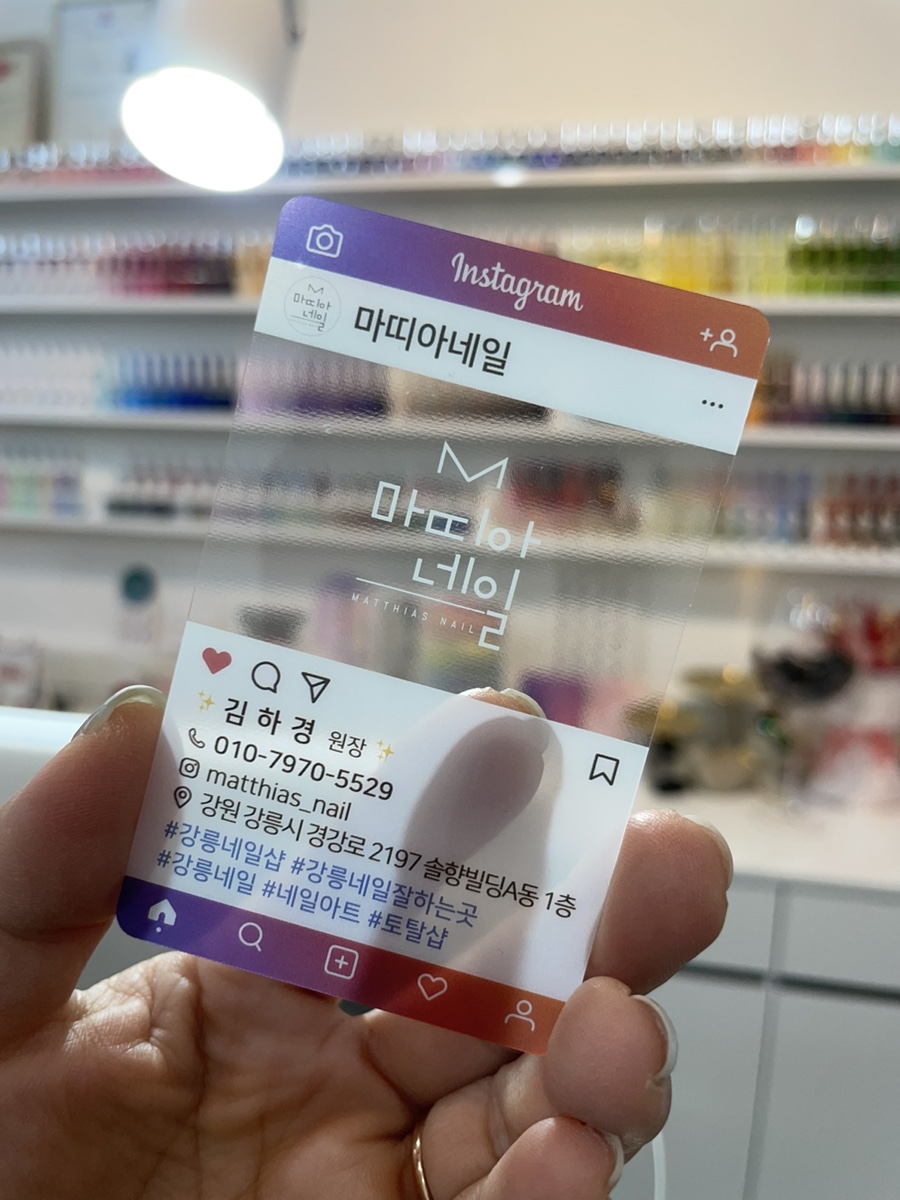 Instagram
마띠아
네일
마띠아네일
마띠아
네일
MATTHIAS NAIL
김 하 경 원장
010-7970-5529
matthias_nail
강원 강릉시 경강로 2197 솔향빌딩A동 1층
#강릉네일샵 #강릉네일잘하는곳
#강릉네일 #네일아트 #토탈샵